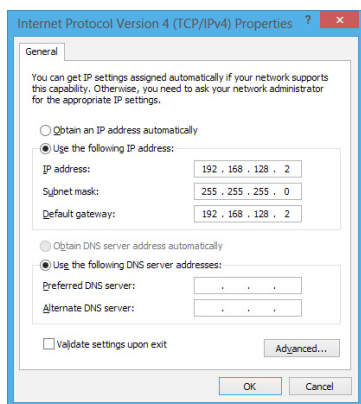 Internet Protocol Version 4 (TCP/IPv4) Properties ? ×
General
You can get IP settings assigned automatically if your network supports
this capability. Otherwise, you need to ask your network administrator
for the appropriate IP settings.
Obtain an IP address automatically
Use the following IP address:
IP address: 192 . 168 . 128 . 2
Subnet mask: 255 . 255 . 255 . 0
Default gateway: 192 . 168 . 128 . 2
Obtain DNS server address automatically
Use the following DNS server addresses:
Preferred DNS server: . . .
Alternate DNS server: . . .
Validate settings upon exit
Advanced...
OK Cancel